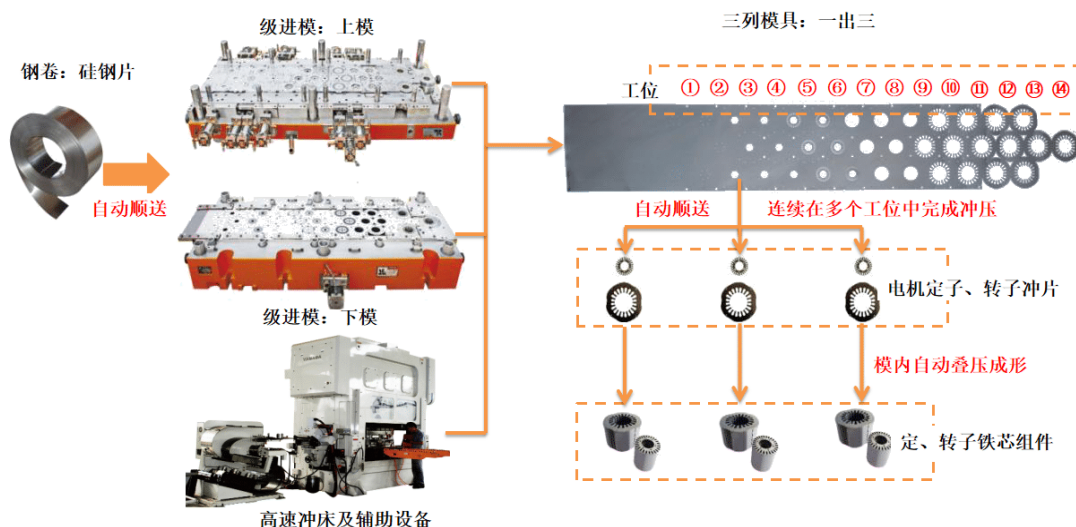 级进模：上模
三列模具：一出三
钢卷：硅钢片
工位 ① ② ③ ④ ⑤ ⑥ ⑦ ⑧ ⑨ ⑩ ⑪ ⑫ ⑬ ⑭
自动顺送
自动顺送 连续在多个工位中完成冲压
电机定子、转子冲片
级进模：下模
模内自动叠压成形
定、转子铁芯组件
高速冲床及辅助设备